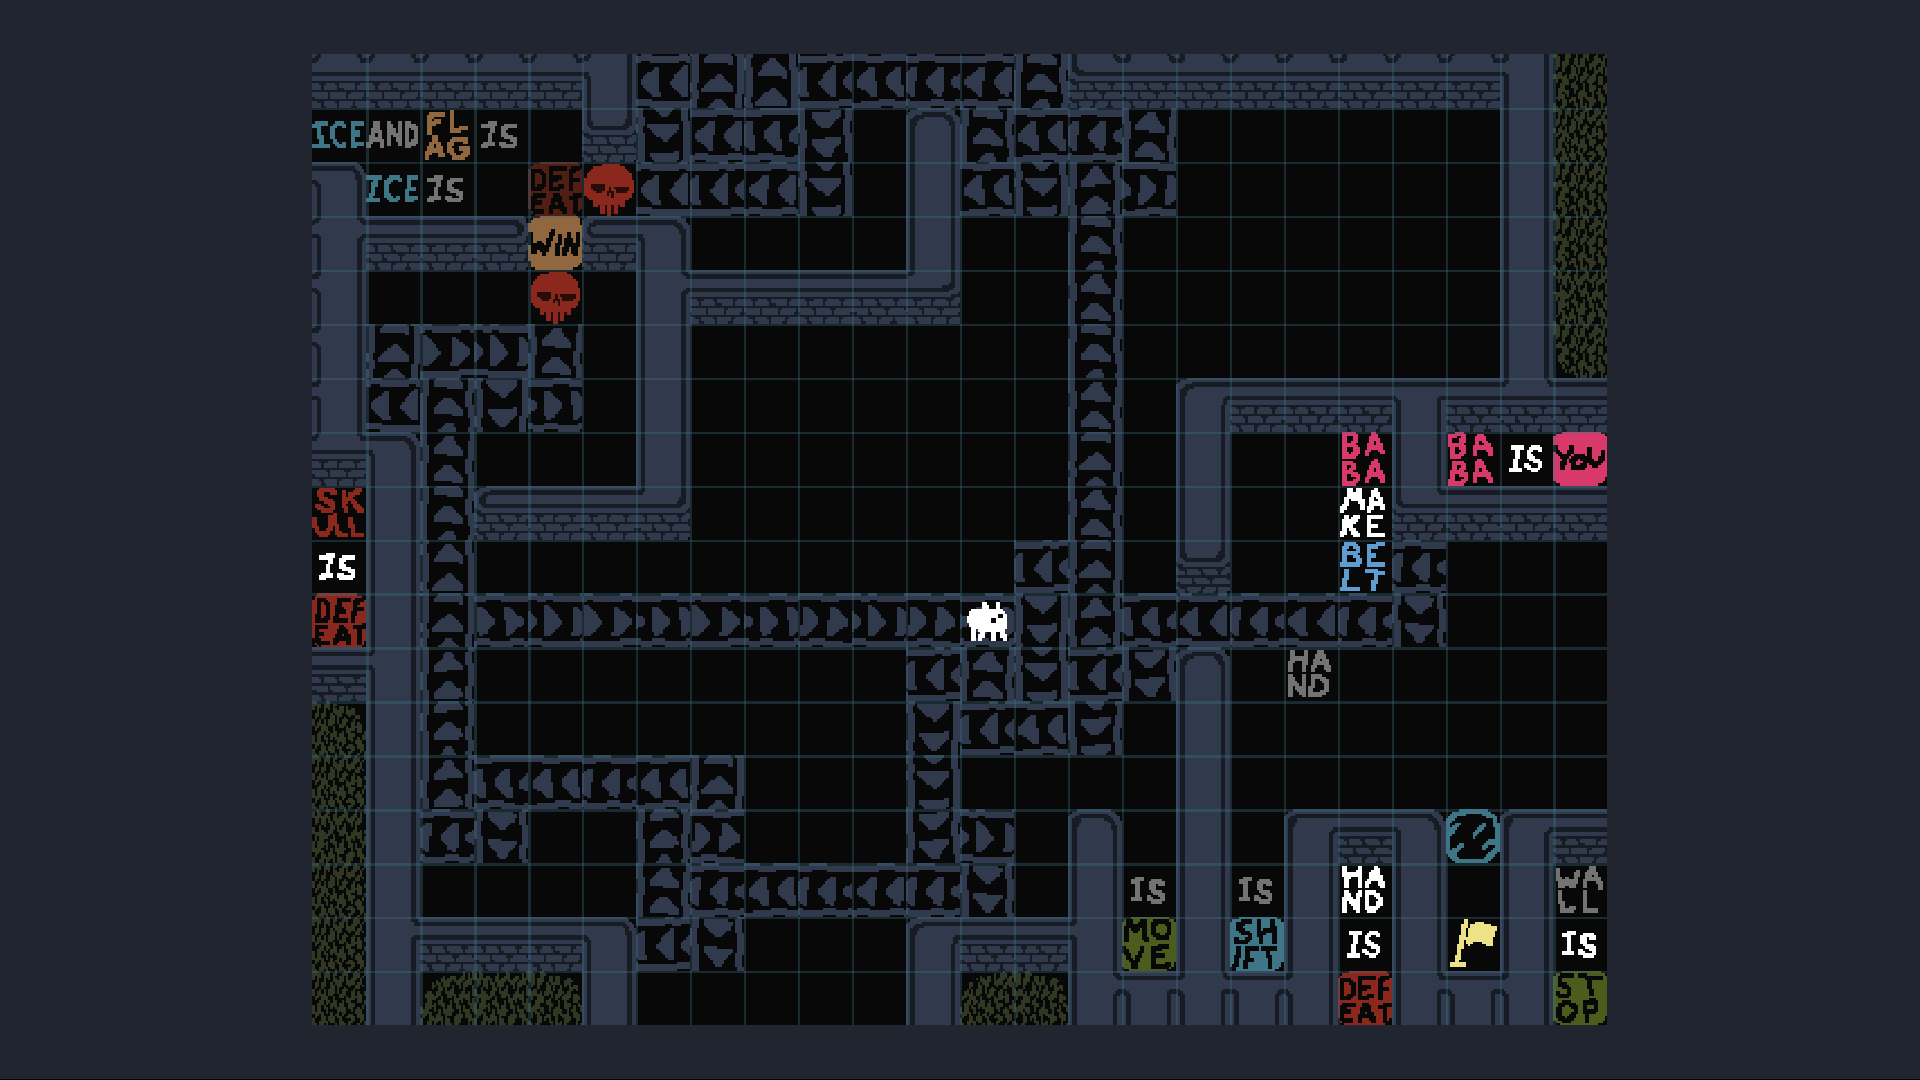 ICE AND FLAG IS
ICE IS DEFEAT
WIN
BABA BABA IS YOU
MAKE
BELT
SKULL
IS
DEFEAT
HAND
IS IS HAND WALL
MOVE SHIFT IS IS
DEFEAT STOP